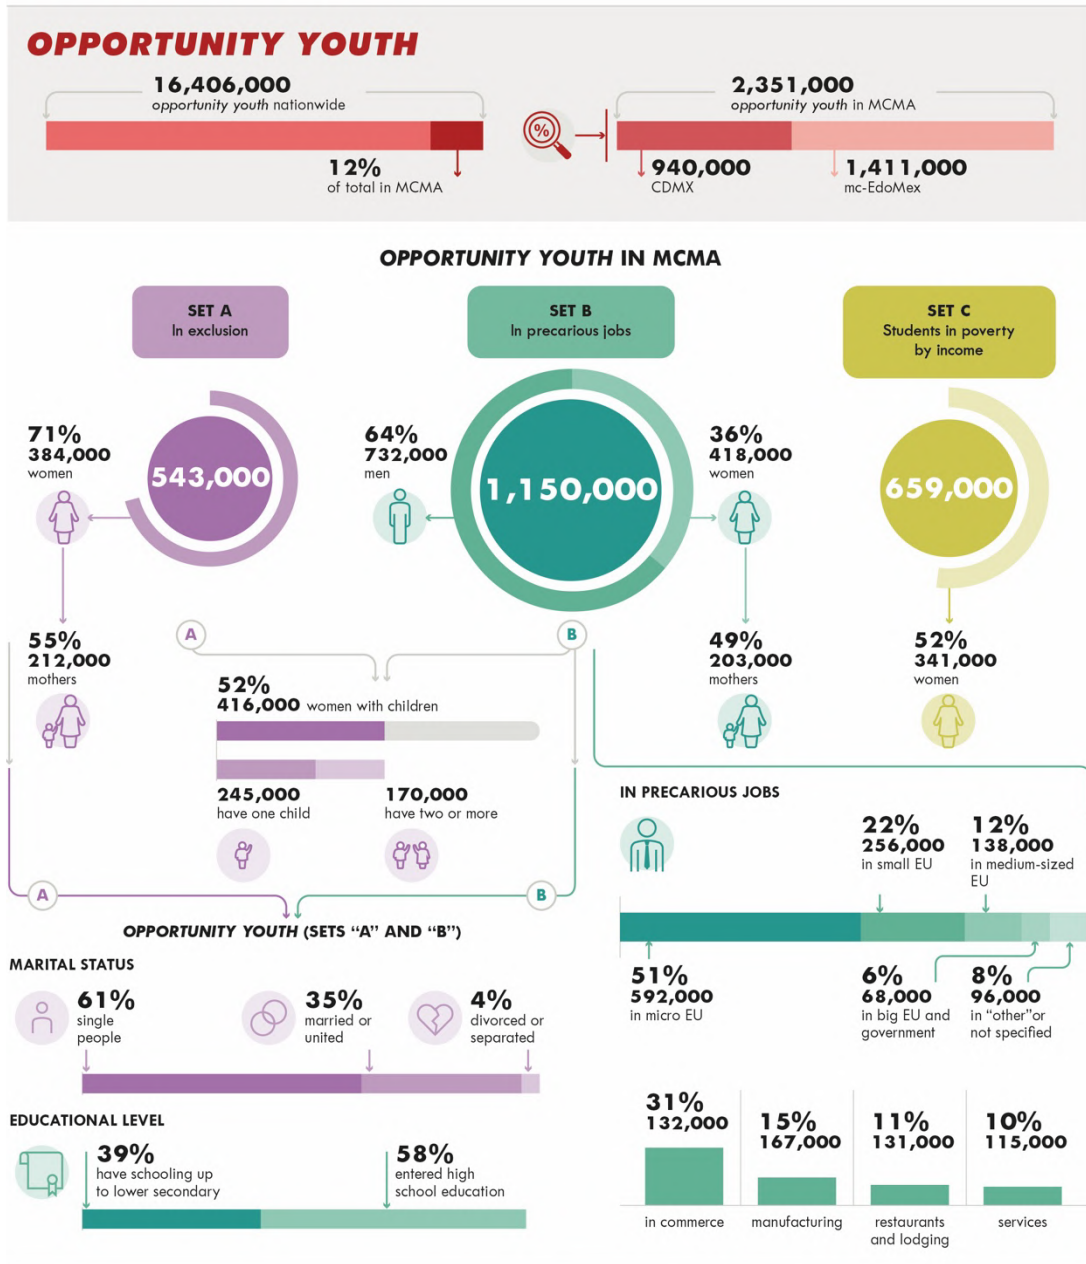 OPPORTUNITY YOUTH
16,406,000
opportunity youth nationwide
12%
of total in MCMA
%
2,351,000
opportunity youth in MCMA
940,000
CDMX
1,411,000
mc-EdoMex
OPPORTUNITY YOUTH IN MCMA
SET A
In exclusion
SET B
In precarious jobs
SET C
Students in poverty
by income
71%
384,000
women
543,000
64%
732,000
men
1,150,000
36%
418,000
women
659,000
55%
212,000
mothers
A
B
52%
416,000 women with children
245,000
have one child
170,000
have two or more
49%
203,000
mothers
52%
341,000
women
A
B
OPPORTUNITY YOUTH (SETS “A” AND “B”)
MARITAL STATUS
61%
single
people
35%
married or
united
4%
divorced or
separated
EDUCATIONAL LEVEL
39%
have schooling up
to lower secondary
58%
entered high
school education
IN PRECARIOUS JOBS
22%
256,000
in small EU
12%
138,000
in medium-sized
EU
51%
592,000
in micro EU
6%
68,000
in big EU and
government
8%
96,000
in “other”or
not specified
31%
132,000
in commerce
15%
167,000
manufacturing
11%
131,000
restaurants
and lodging
10%
115,000
services